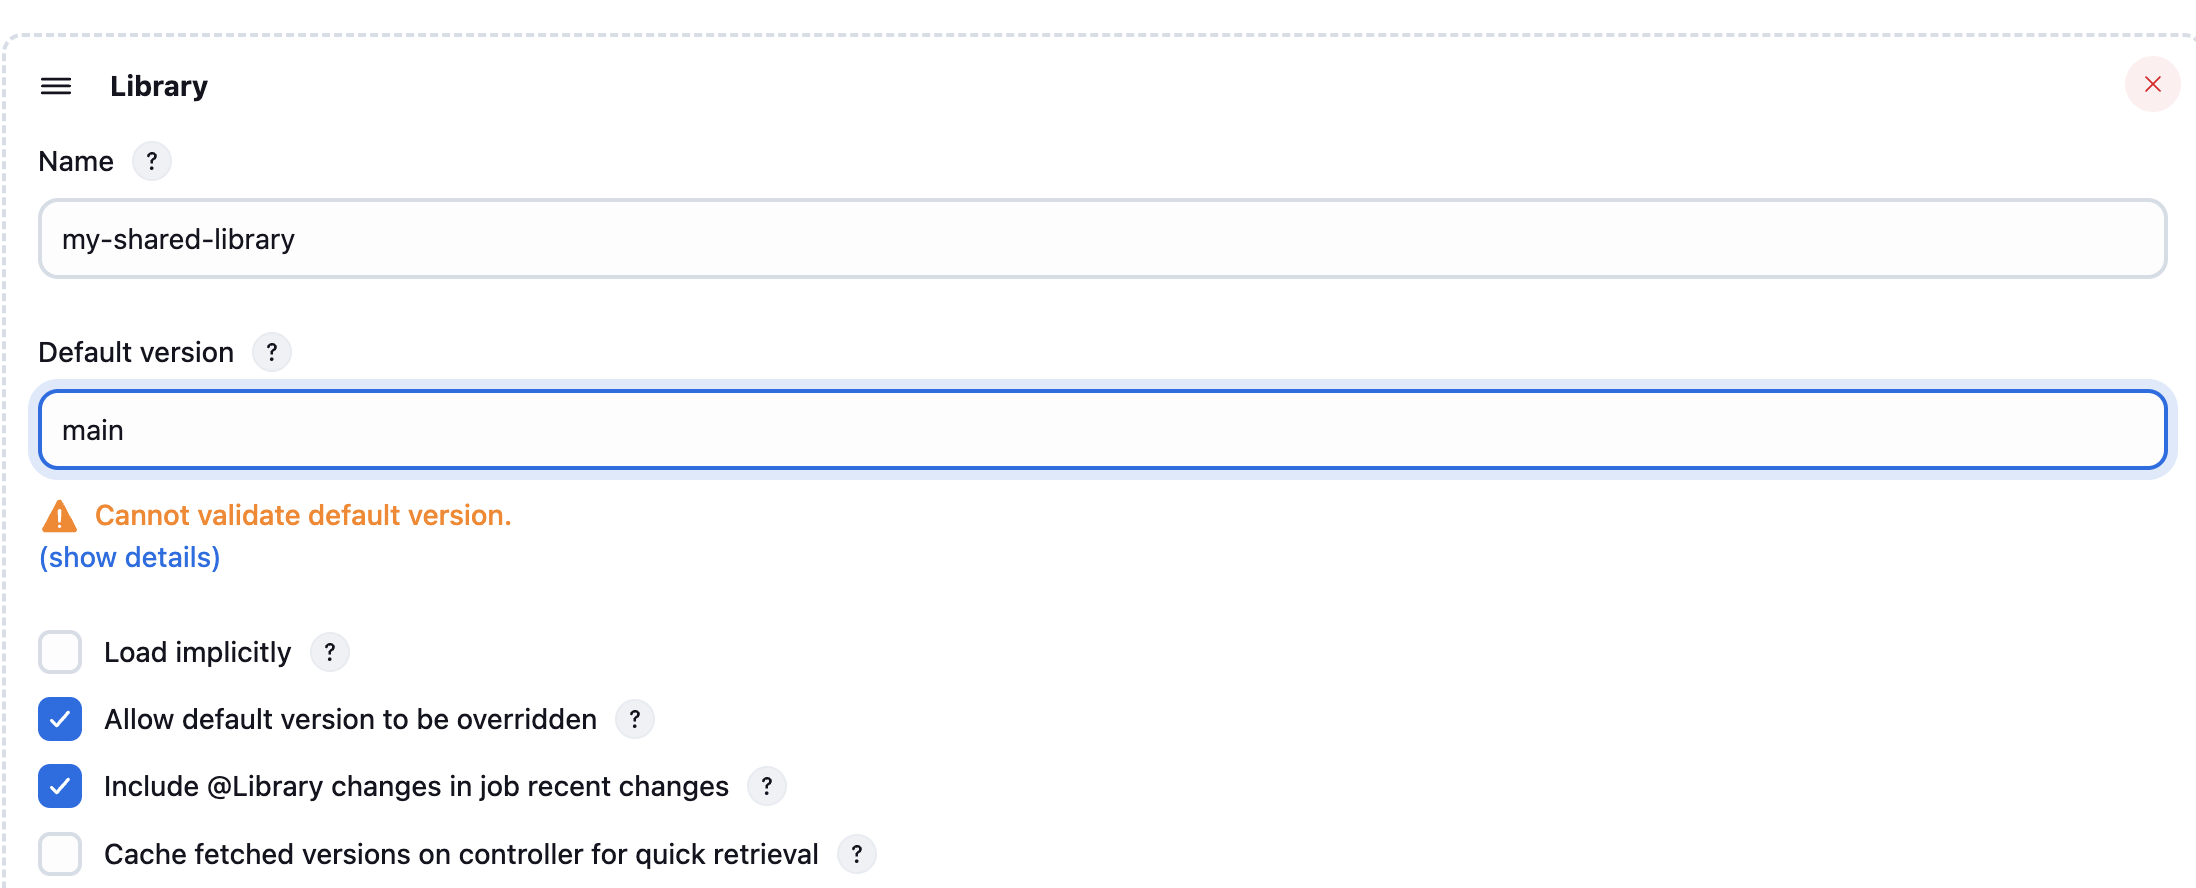 Library
Name ?
my-shared-library
Default version ?
main
Cannot validate default version.
(show details)
Load implicitly ?
Allow default version to be overridden ?
Include @Library changes in job recent changes ?
Cache fetched versions on controller for quick retrieval ?